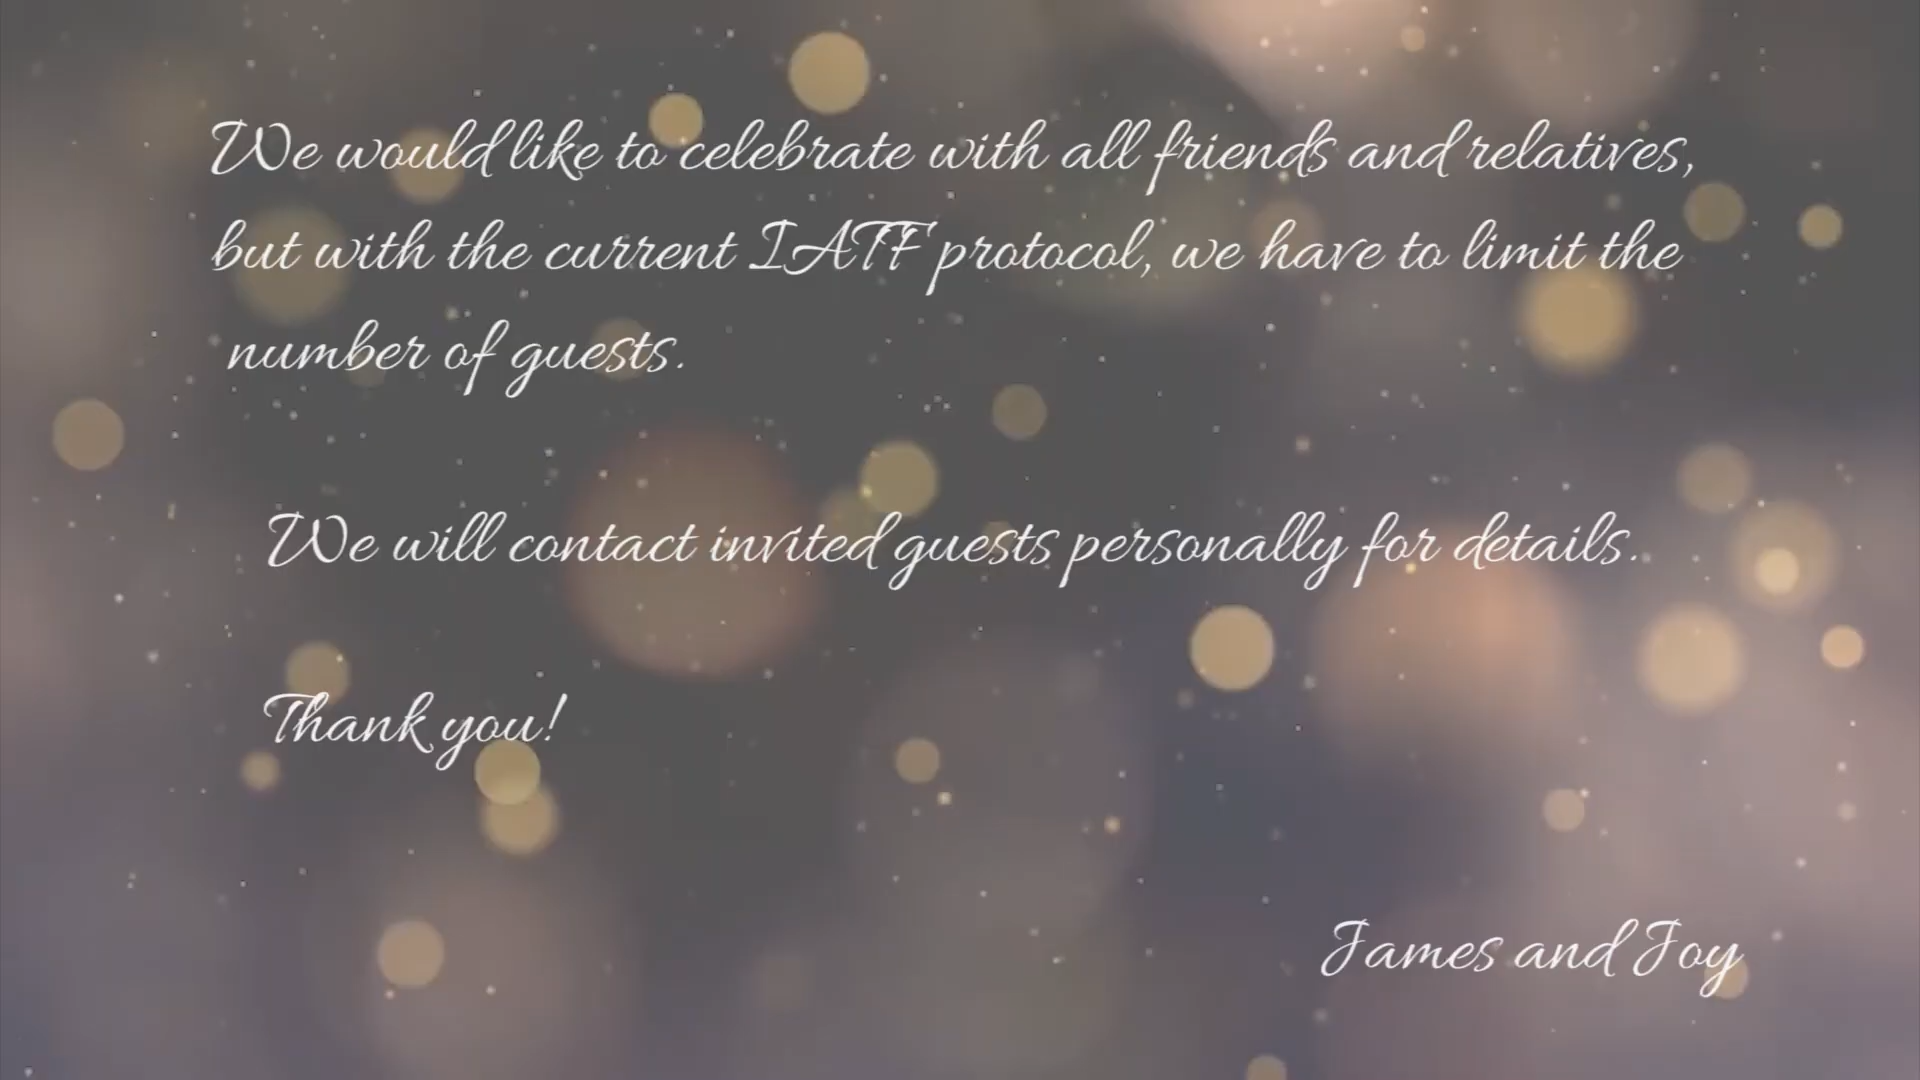 We would like to celebrate with all friends and relatives,
but with the current IATF protocol, we have to limit the
number of guests.
We will contact invited guests personally for details.
Thank you!
James and Joy